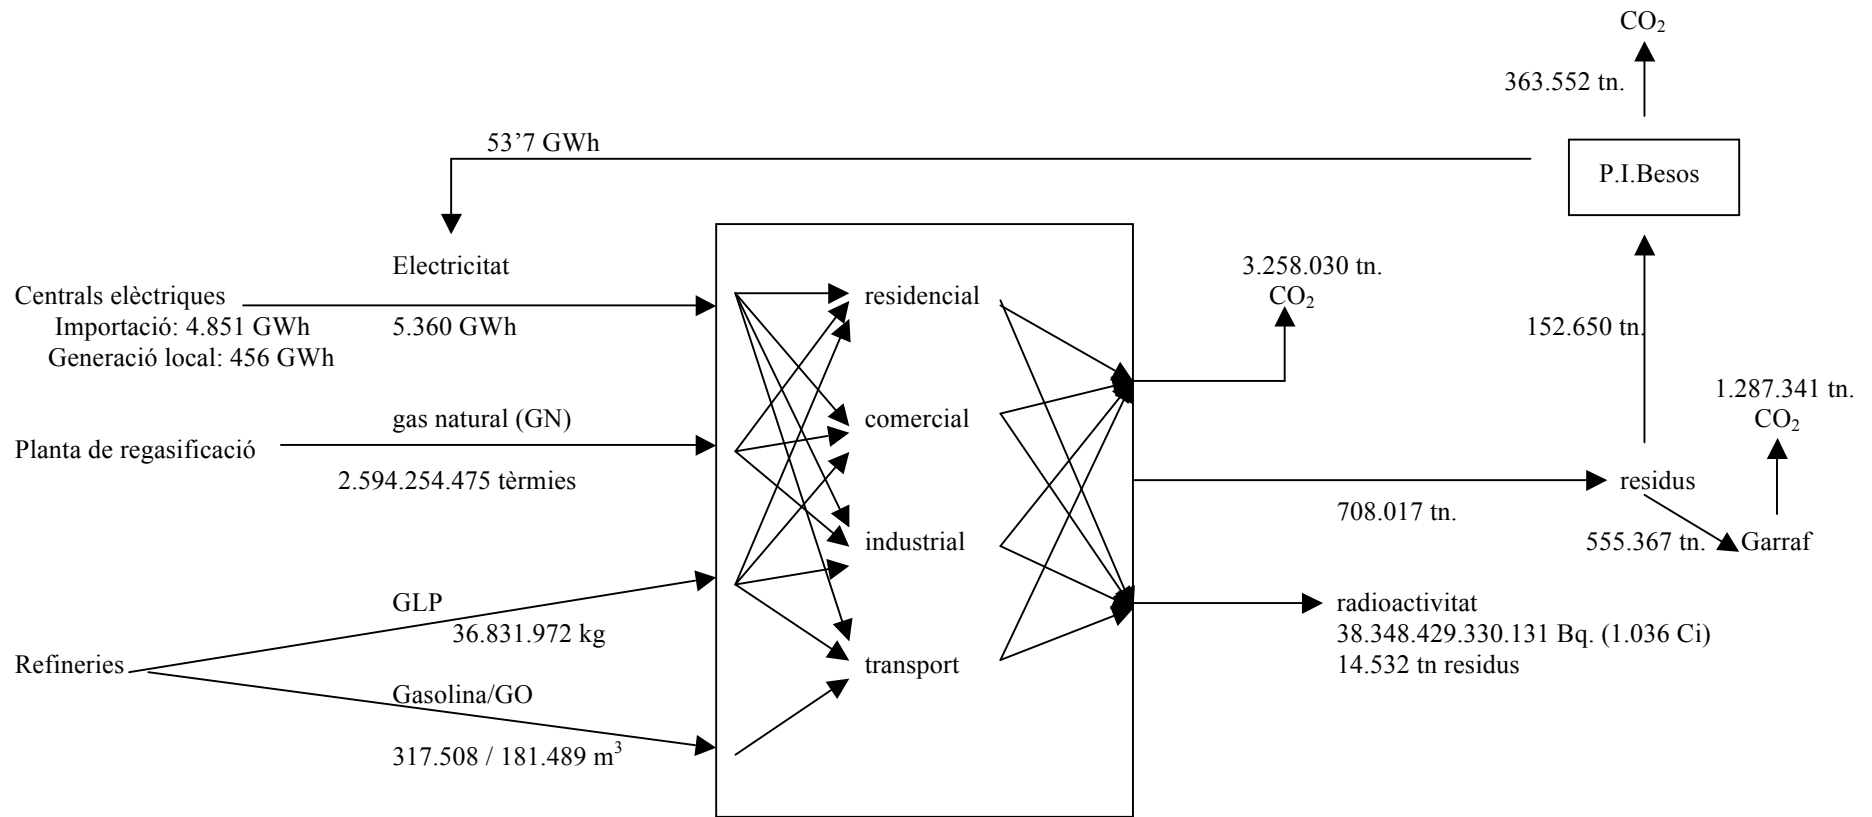 CO₂
363.552 tn.
53’7 GWh
P.I.Besos
Electricitat
3.258.030 tn.
CO₂
Centrals elèctriques
Importació: 4.851 GWh
Generació local: 456 GWh
5.360 GWh
residencial
152.650 tn.
1.287.341 tn.
CO₂
gas natural (GN)
comercial
Planta de regasificació
2.594.254.475 tèrmies
residus
708.017 tn.
industrial
555.367 tn.
Garraf
GLP
36.831.972 kg
radioactivitat
38.348.429.330.131 Bq. (1.036 Ci)
14.532 tn residus
Refineries
transport
Gasolina/GO
317.508 / 181.489 m³